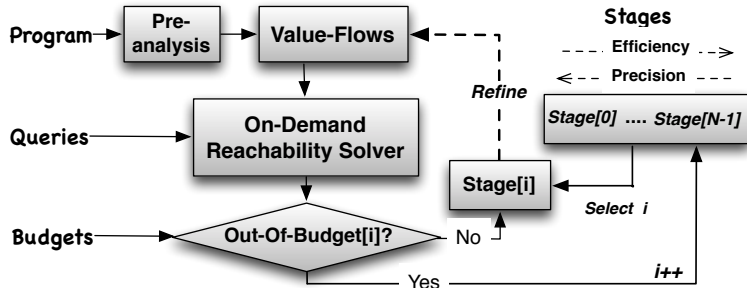 Program
Pre-
analysis
Value-Flows
Stages
Efficiency
Precision
Refine
Stage[0] .... Stage[N-1]
Queries
On-Demand
Reachability Solver
Stage[i]
Select i
Budgets
Out-Of-Budget[i]?
No
Yes
i++